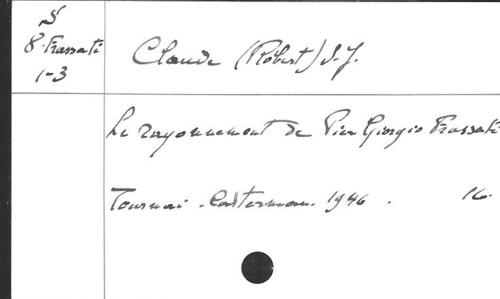 S
8. Frassati
1-3
Claude (Robert) S.J.
Le rayonnement de Pier Giorgio Frassati
Tournai. Casterman. 1946. 16